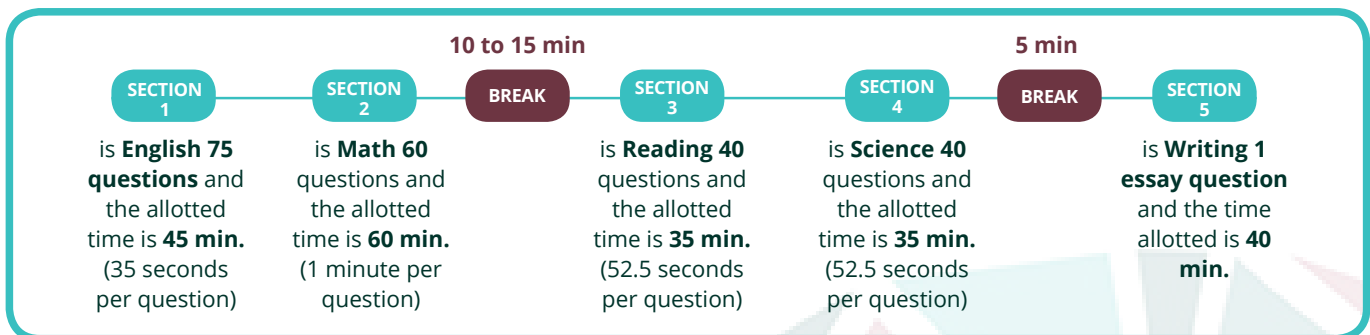 10 to 15 min
5 min
SECTION
1
SECTION
2
BREAK
SECTION
3
SECTION
4
BREAK
SECTION
5
is English 75
questions and
the allotted
time is 45 min.
(35 seconds
per question)
is Math 60
questions and
the allotted
time is 60 min.
(1 minute per
question)
is Reading 40
questions and
the allotted
time is 35 min.
(52.5 seconds
per question)
is Science 40
questions and
the allotted
time is 35 min.
(52.5 seconds
per question)
is Writing 1
essay question
and the time
allotted is 40
min.